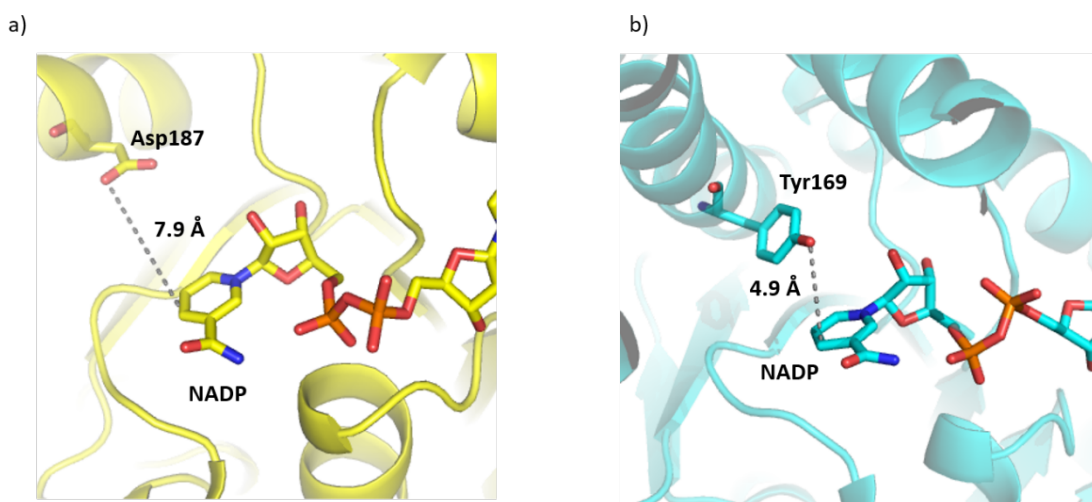 a)
Asp187
7.9 Å
NADP
b)
Tyr169
4.9 Å
NADP